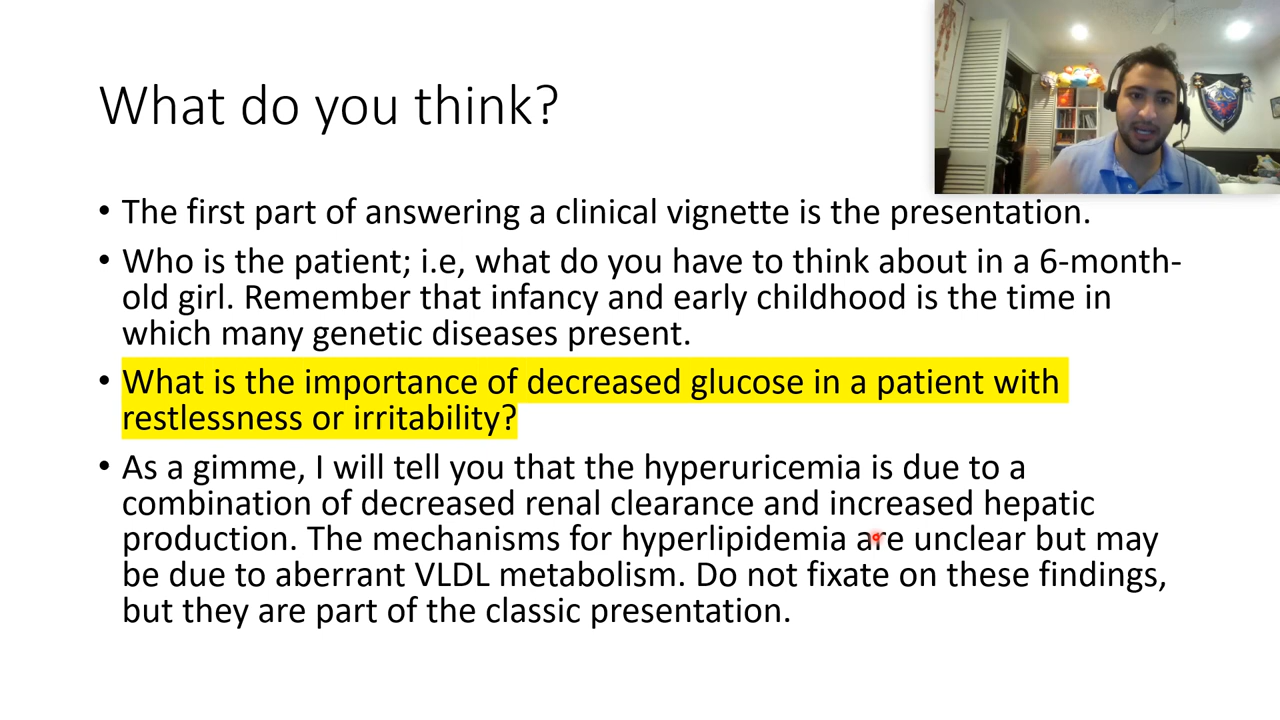 What do you think?
• The first part of answering a clinical vignette is the presentation.
• Who is the patient; i.e, what do you have to think about in a 6-month-
old girl. Remember that infancy and early childhood is the time in
which many genetic diseases present.
• What is the importance of decreased glucose in a patient with
restlessness or irritability?
• As a gimme, I will tell you that the hyperuricemia is due to a
combination of decreased renal clearance and increased hepatic
production. The mechanisms for hyperlipidemia are unclear but may
be due to aberrant VLDL metabolism. Do not fixate on these findings,
but they are part of the classic presentation.